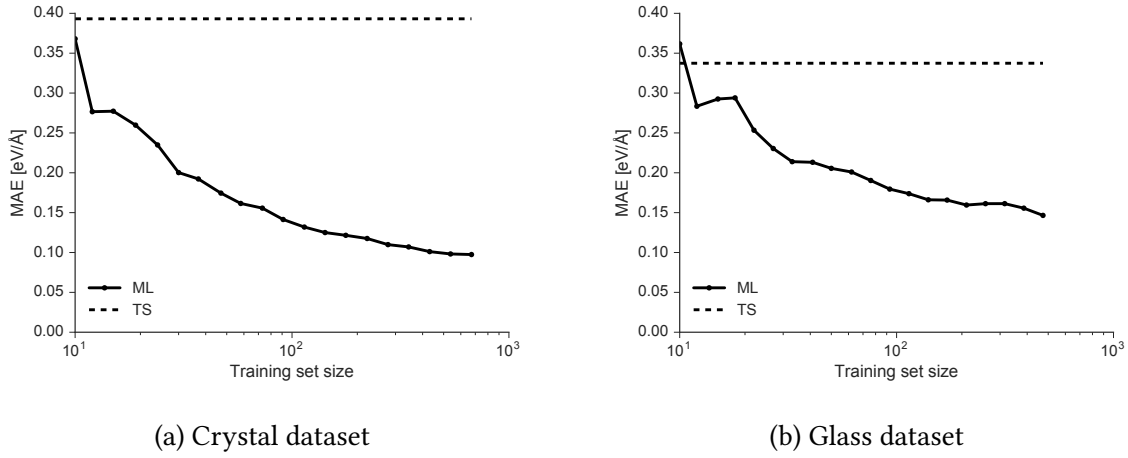 0.40
0.35
0.30
0.25
0.20
0.15
0.10
0.05
0.00
MAE [eV/Å]
ML
TS
10¹
10²
10³
Training set size
(a) Crystal dataset
0.40
0.35
0.30
0.25
0.20
0.15
0.10
0.05
0.00
MAE [eV/Å]
ML
TS
10¹
10²
10³
Training set size
(b) Glass dataset